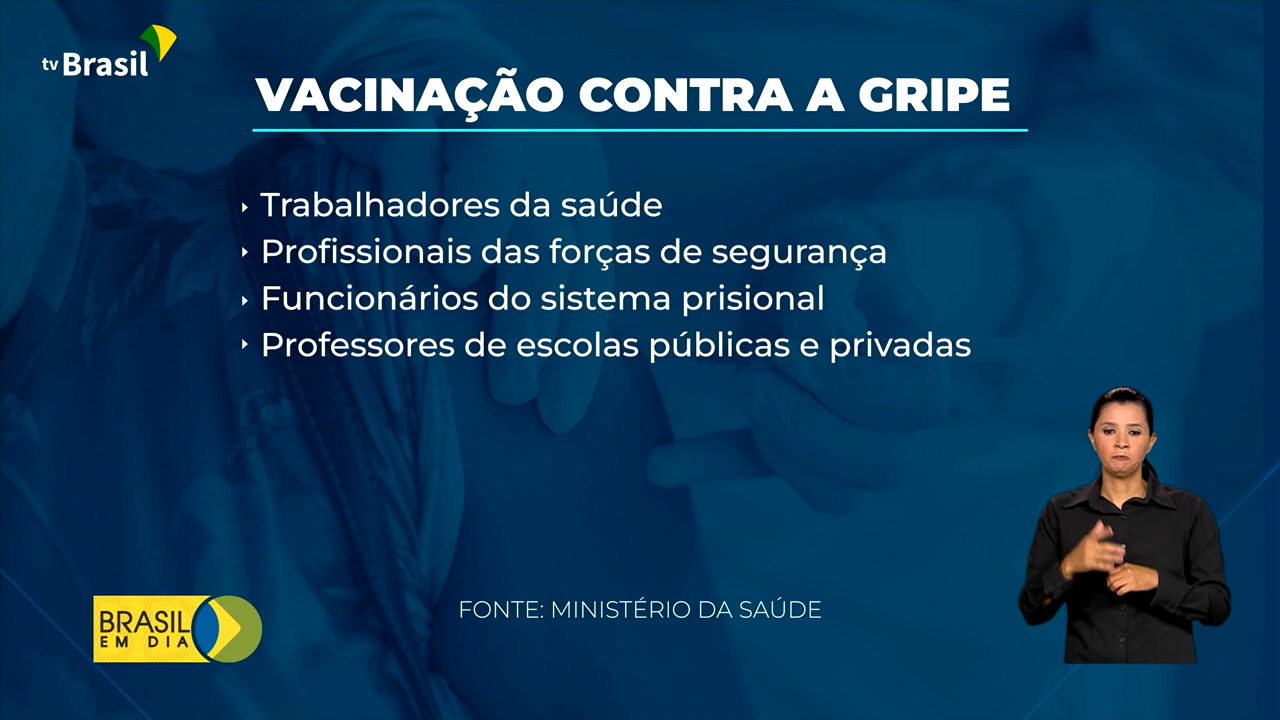 tv Brasil
VACINAÇÃO CONTRA A GRIPE
Trabalhadores da saúde
Profissionais das forças de segurança
Funcionários do sistema prisional
Professores de escolas públicas e privadas
FONTE: MINISTÉRIO DA SAÚDE
BRASIL
EM DIA